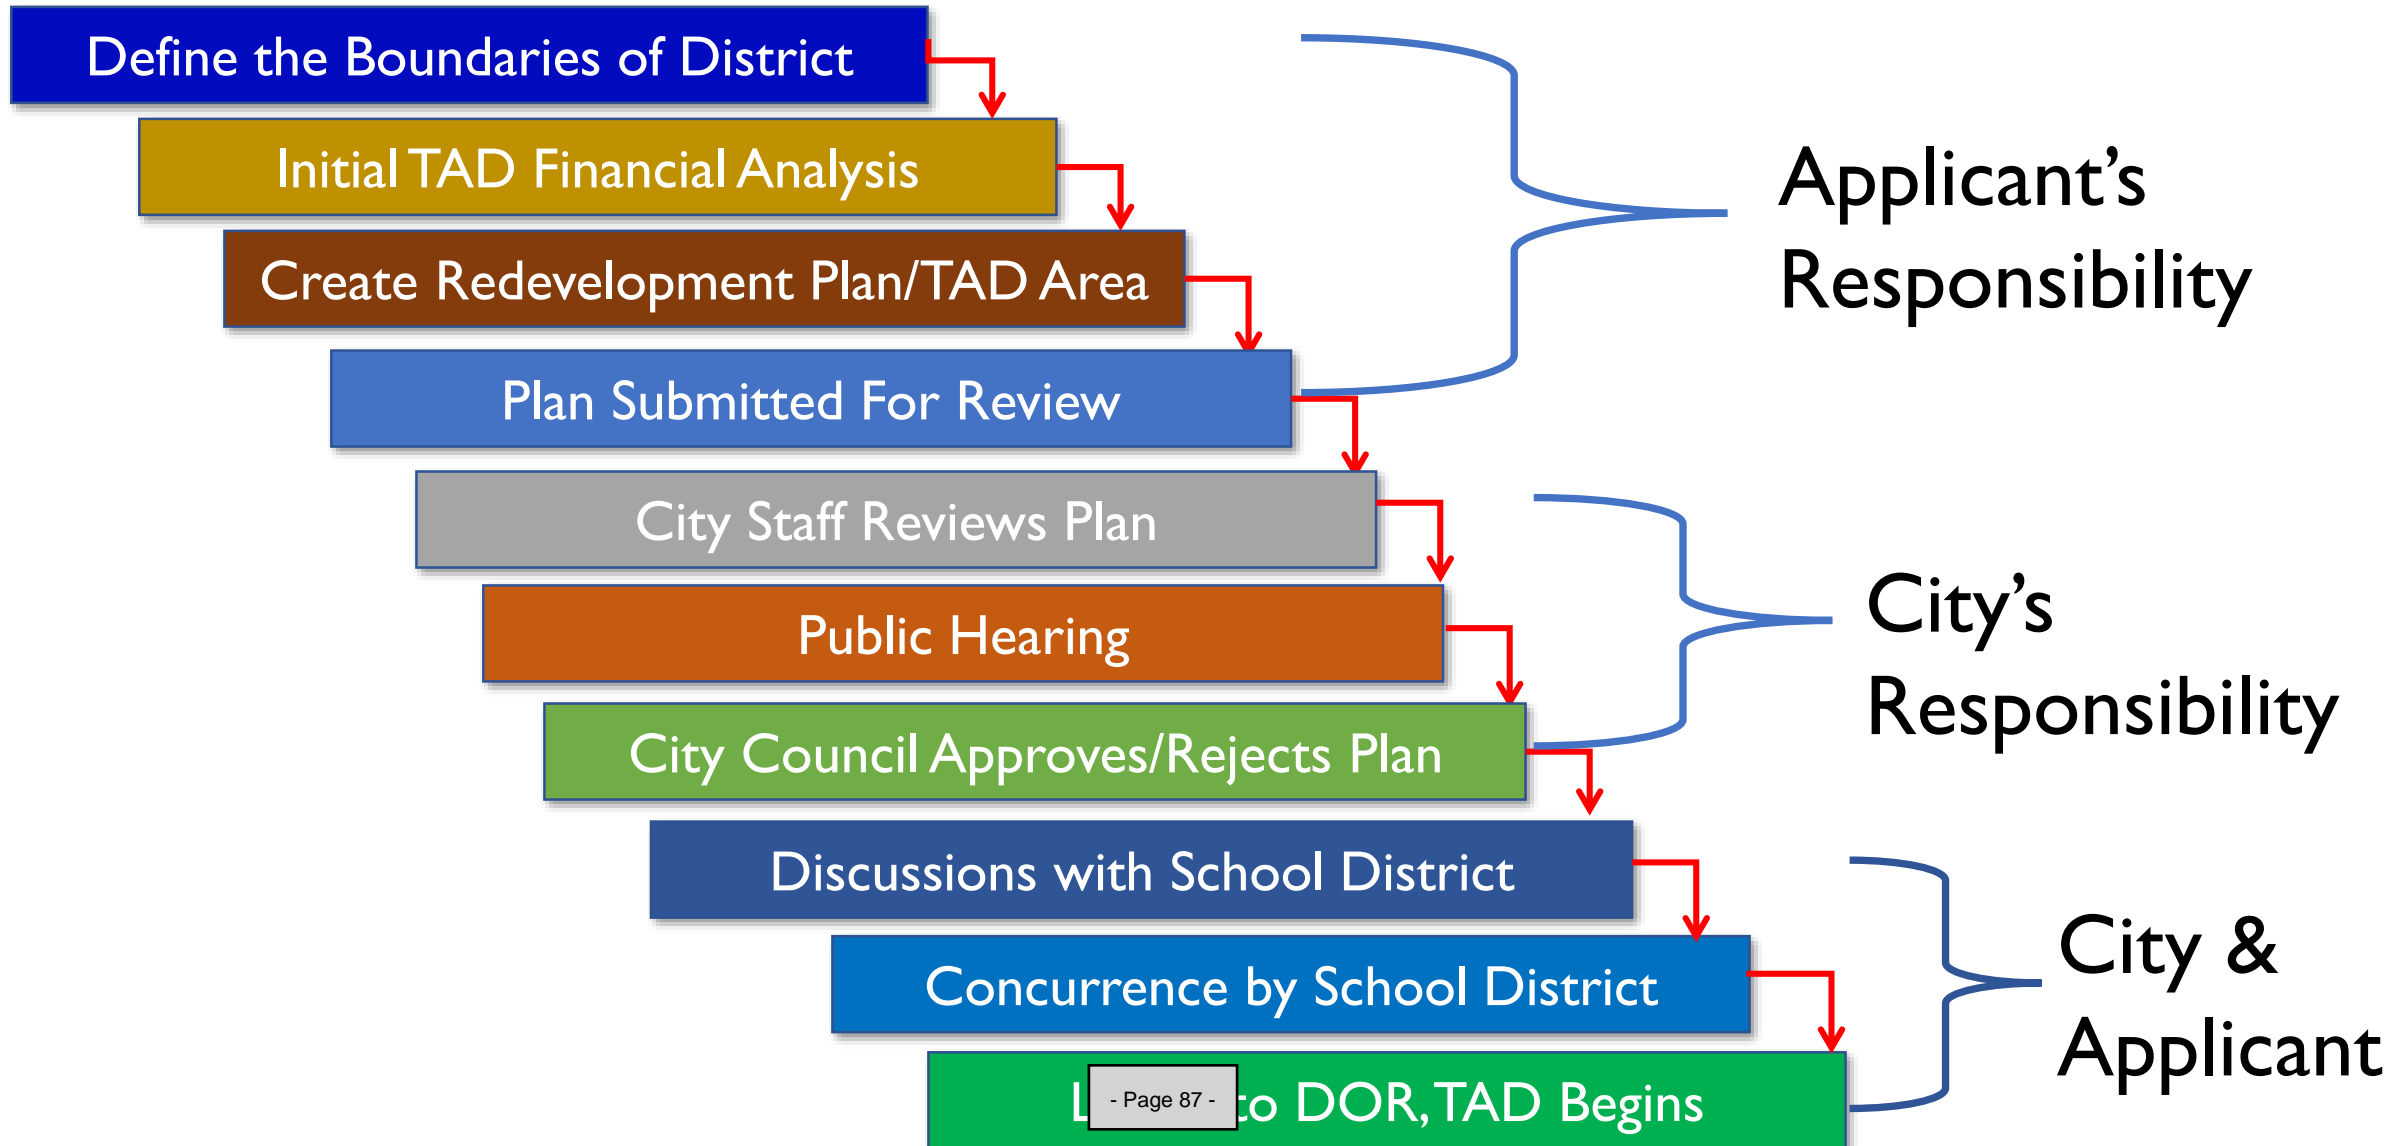 Define the Boundaries of District
Initial TAD Financial Analysis
Create Redevelopment Plan/TAD Area
Plan Submitted For Review
Applicant's
Responsibility
City Staff Reviews Plan
Public Hearing
City Council Approves/Rejects Plan
City's
Responsibility
Discussions with School District
Concurrence by School District
to DOR, TAD Begins
City &
Applicant
- Page 87 -